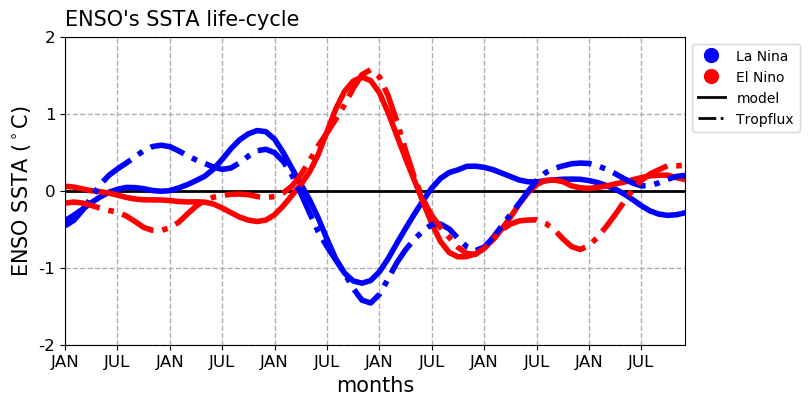 ENSO's SSTA life-cycle
ENSO SSTA (°C)
2
1
0
-1
-2
JAN JUL JAN JUL JAN JUL JAN JUL JAN JUL JAN JUL
months
La Nina
El Nino
model
Tropflux